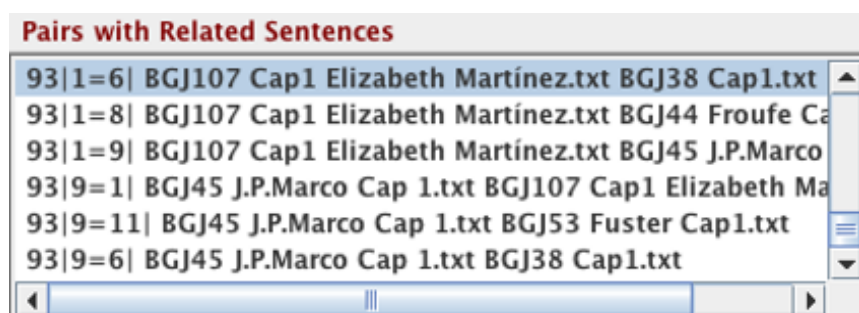 Pairs with Related Sentences
93|1=6| BGJ107 Cap1 Elizabeth Martínez.txt BGJ38 Cap1.txt
93|1=8| BGJ107 Cap1 Elizabeth Martínez.txt BGJ44 Froufe Ca
93|1=9| BGJ107 Cap1 Elizabeth Martínez.txt BGJ45 J.P.Marco
93|9=1| BGJ45 J.P.Marco Cap 1.txt BGJ107 Cap1 Elizabeth Ma
93|9=11| BGJ45 J.P.Marco Cap 1.txt BGJ53 Fuster Cap1.txt
93|9=6| BGJ45 J.P.Marco Cap 1.txt BGJ38 Cap1.txt